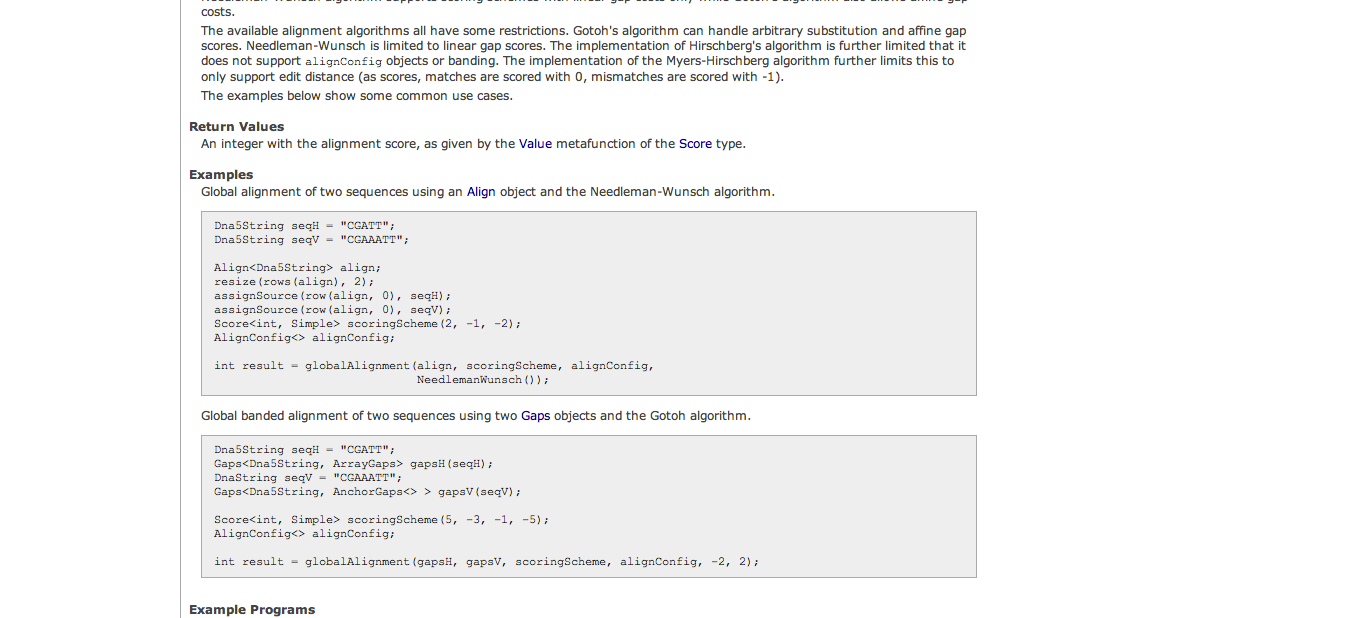 costs.
The available alignment algorithms all have some restrictions. Gotoh's algorithm can handle arbitrary substitution and affine gap
scores. Needleman-Wunsch is limited to linear gap scores. The implementation of Hirschberg's algorithm is further limited that it
does not support alignConfig objects or banding. The implementation of the Myers-Hirschberg algorithm further limits this to
only support edit distance (as scores, matches are scored with 0, mismatches are scored with -1).
The examples below show some common use cases.
Return Values
An integer with the alignment score, as given by the Value metafunction of the Score type.
Examples
Global alignment of two sequences using an Align object and the Needleman-Wunsch algorithm.
Dna5String seqH = "CGATT";
Dna5String seqV = "CGAAATT";
Align<Dna5String> align;
resize(rows(align), 2);
assignSource(row(align, 0), seqH);
assignSource(row(align, 0), seqV);
Score<int, Simple> scoringScheme(2, -1, -2);
AlignConfig<> alignConfig;
int result = globalAlignment(align, scoringScheme, alignConfig,
NeedlemanWunsch());
Global banded alignment of two sequences using two Gaps objects and the Gotoh algorithm.
Dna5String seqH = "CGATT";
Gaps<Dna5String, ArrayGaps> gapsH(seqH);
DnaString seqV = "CGAAATT";
Gaps<Dna5String, AnchorGaps<> > gapsV(seqV);
Score<int, Simple> scoringScheme(5, -3, -1, -5);
AlignConfig<> alignConfig;
int result = globalAlignment(gapsH, gapsV, scoringScheme, alignConfig, -2, 2);
Example Programs